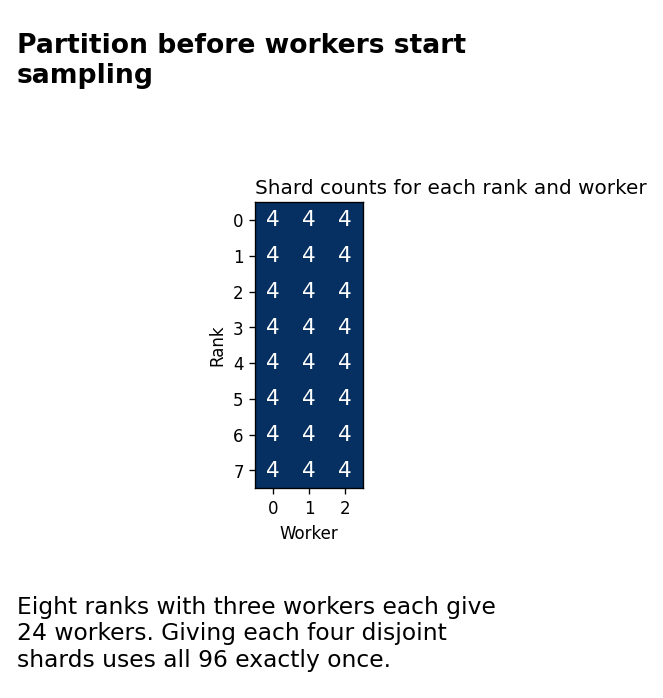 Partition before workers start
sampling
Shard counts for each rank and worker
0 4 4 4
1 4 4 4
2 4 4 4
3 4 4 4
4 4 4 4
5 4 4 4
6 4 4 4
7 4 4 4
Rank
0 1 2
Worker
Eight ranks with three workers each give
24 workers. Giving each four disjoint
shards uses all 96 exactly once.